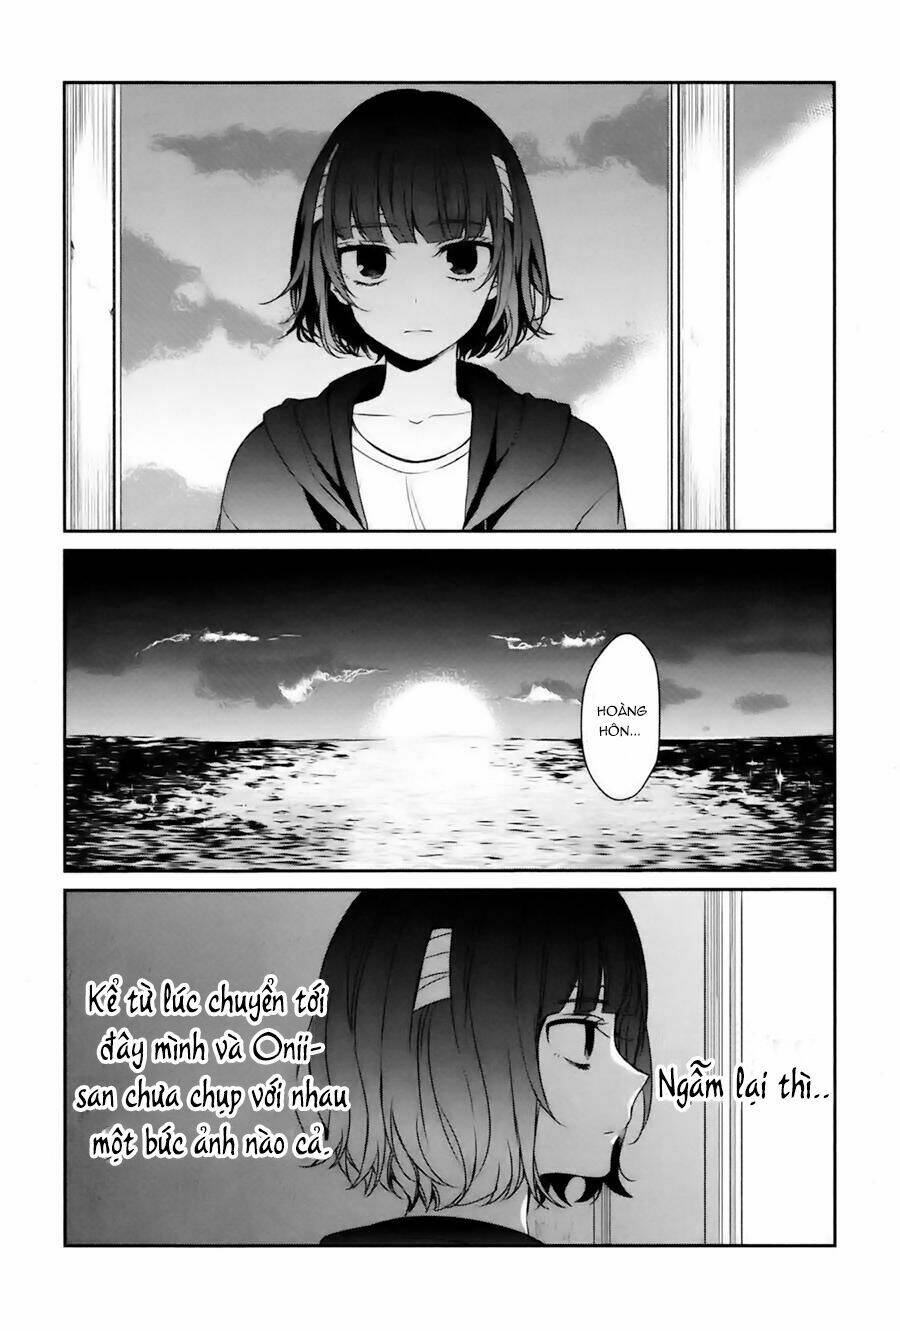 HOÀNG
HÔN...
Ngẫm lại thì..
Kể từ lúc chuyển tới
đây mình và Onii-
san chưa chụp với nhau
một bức ảnh nào cả.